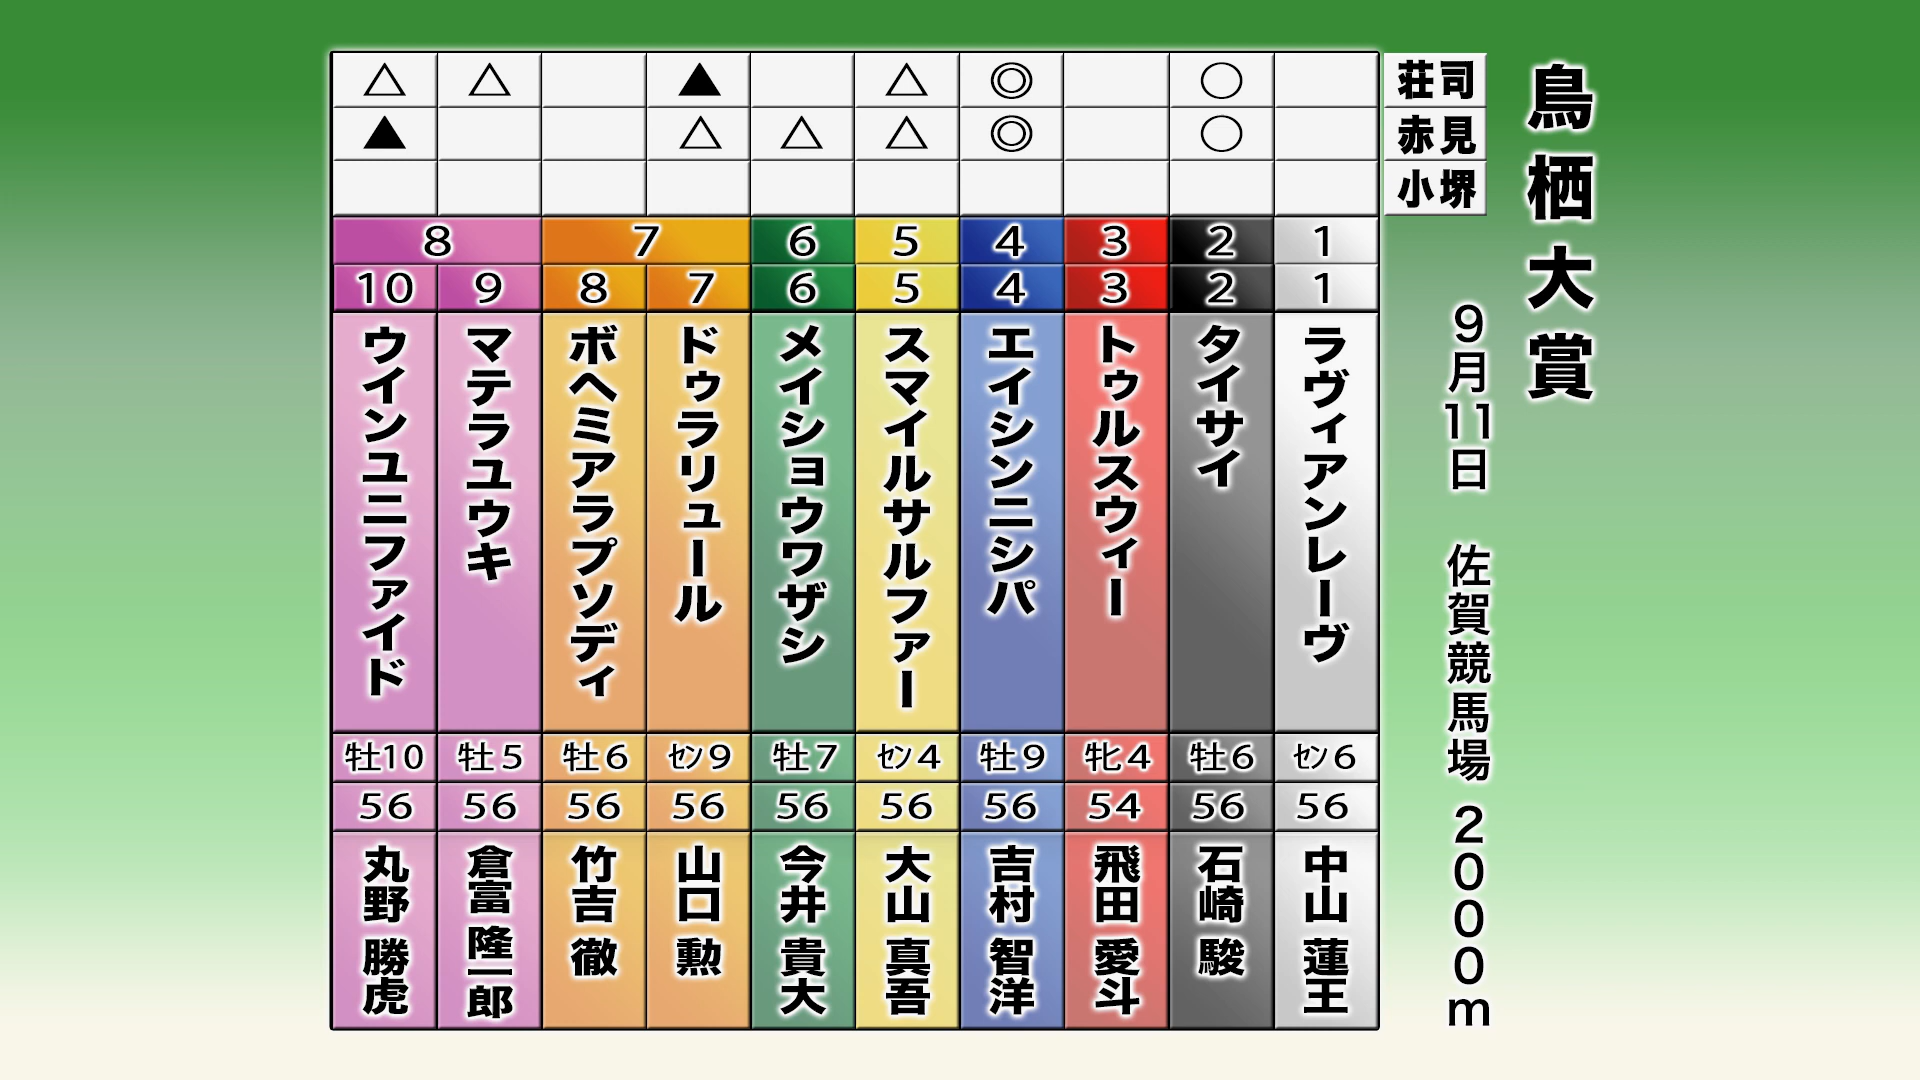 鳥栖大賞
9月11日 佐賀競馬場 2000m
荘司 ○ ◎ △ ▲ △ △
赤見 ○ ◎ △ △ △ ▲
小堺
1 1 ラヴィアンレーヴ セン6 56 中山 蓮王
2 2 タイサイ 牡6 56 石崎 駿
3 3 トゥルスウィー 牝4 54 飛田 愛斗
4 4 エイシンニシパ 牡9 56 吉村 智洋
5 5 スマイルサルファー セン4 56 大山 真吾
6 6 メイショウワザシ 牡7 56 今井 貴大
7 7 ドゥラリュール セン9 56 山口 勲
8 ボヘミアラプソディ 牡6 56 竹吉 徹
8 9 マテラユウキ 牡5 56 倉富 隆一郎
10 ウインユニファイド 牡10 56 丸野 勝虎